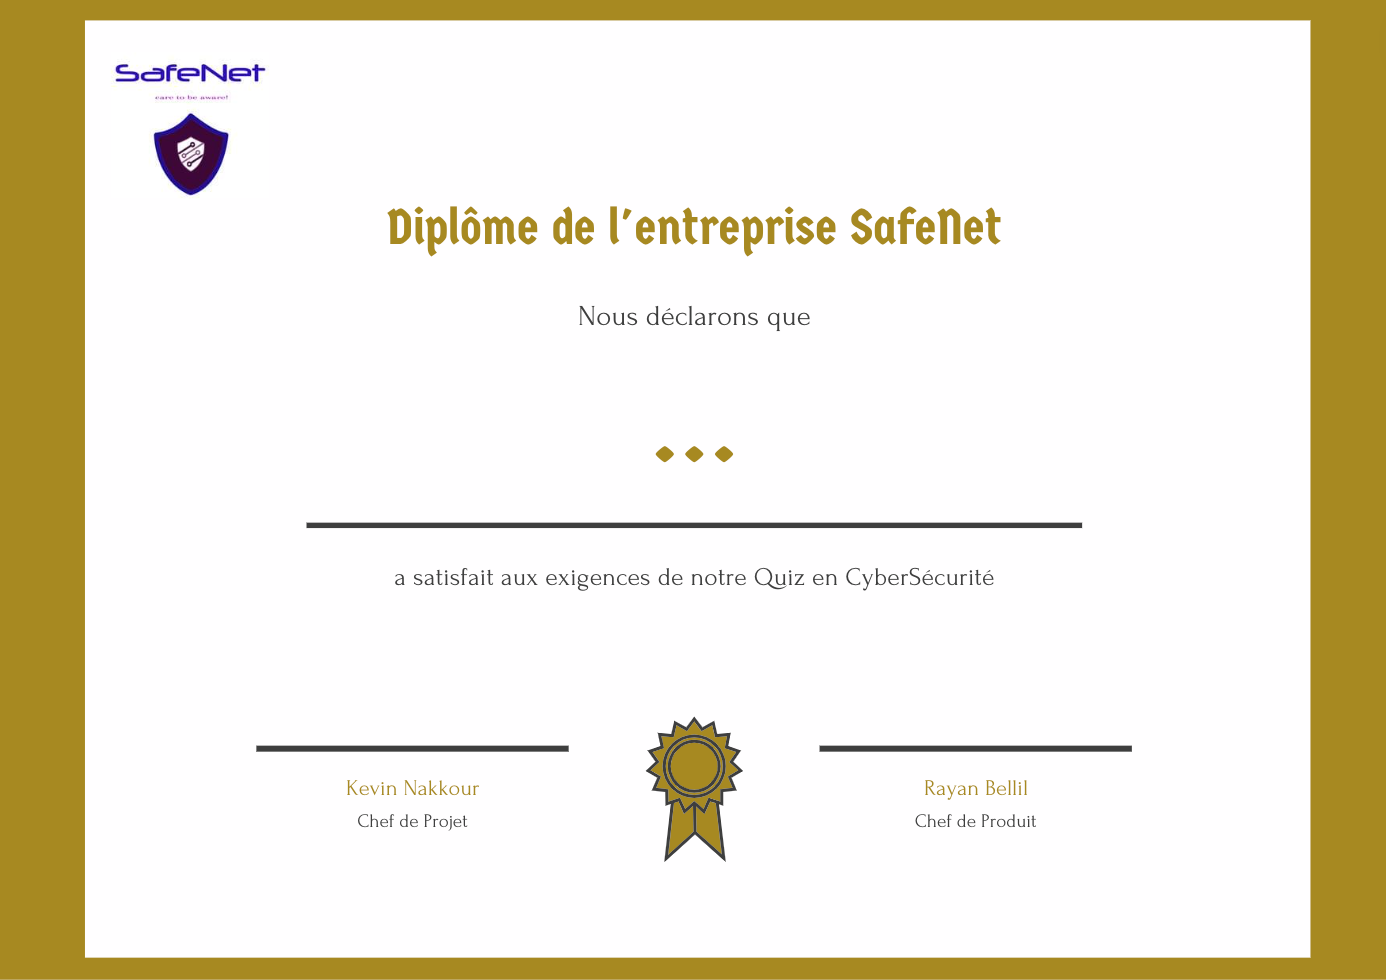 SafeNet
care to be aware!
Diplôme de l'entreprise SafeNet
Nous déclarons que
a satisfait aux exigences de notre Quiz en CyberSécurité
Kevin Nakkour
Chef de Projet
Rayan Bellil
Chef de Produit